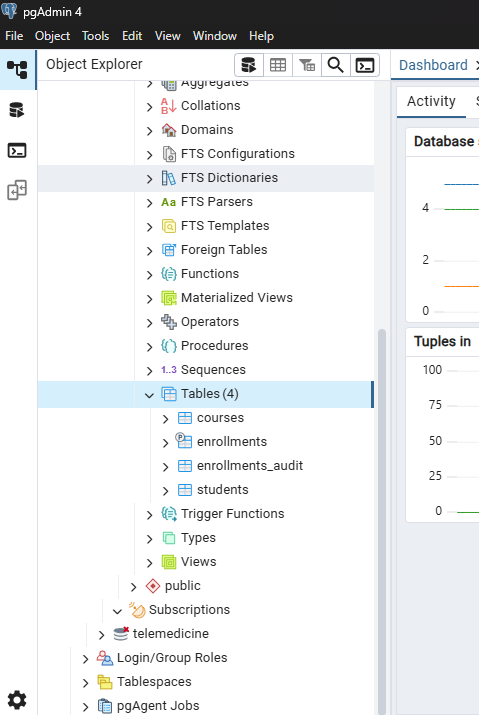 pgAdmin 4
File Object Tools Edit View Window Help
Object Explorer
Dashboard
Aggregates
Collations
Domains
FTS Configurations
FTS Dictionaries
Aa FTS Parsers
FTS Templates
Foreign Tables
Functions
Materialized Views
Operators
Procedures
1..3 Sequences
Tables (4)
courses
enrollments
enrollments_audit
students
Trigger Functions
Types
Views
public
Subscriptions
telemedicine
Login/Group Roles
Tablespaces
pgAgent Jobs
Activity
Database
4
2
0
Tuples in
100
75
50
25
0